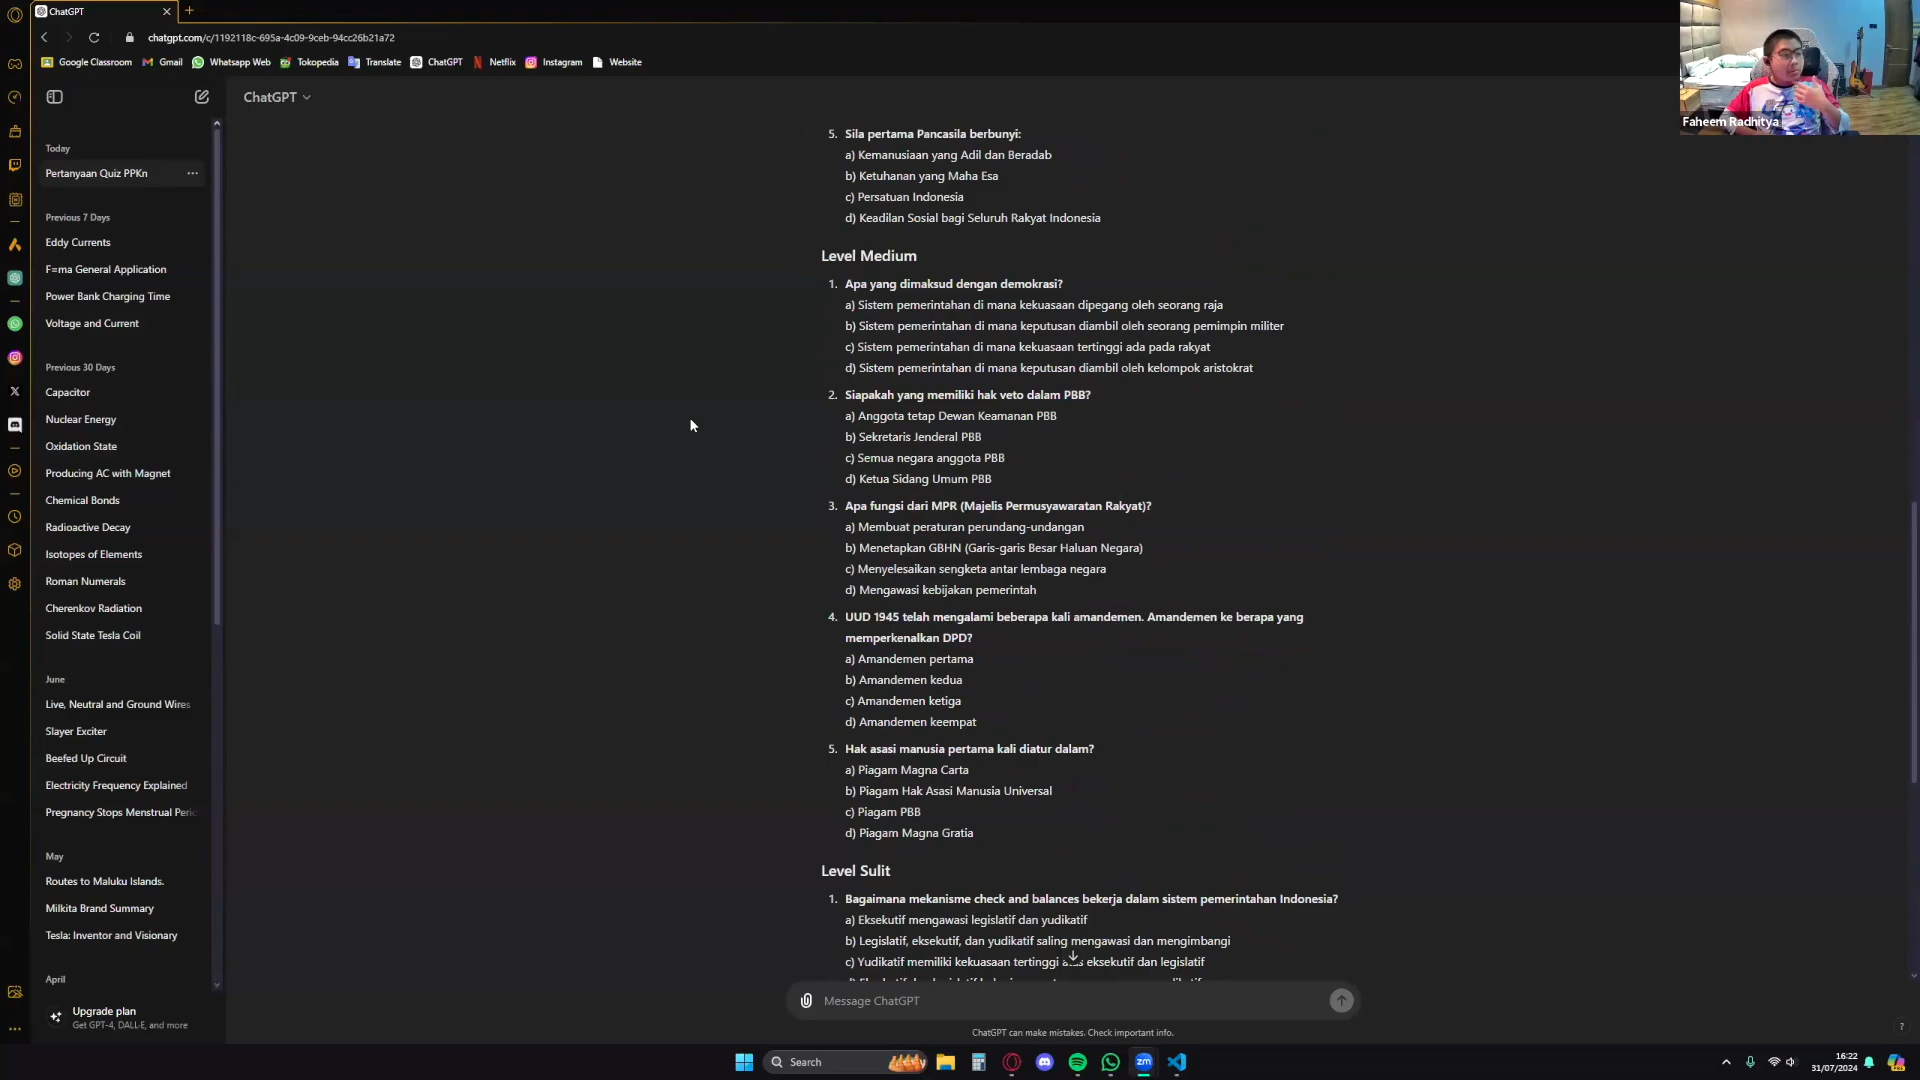 ChatGPT
chatgpt.com/c/1192118c-695a-4c09-9ceb-94cc26b21a72
Google Classroom
Gmail
Whatsapp Web
Tokopedia
Translate
ChatGPT
Netflix
Instagram
Website
Faheem Radhitya
ChatGPT
Today
Pertanyaan Quiz PPKn
Previous 7 Days
Eddy Currents
F=ma General Application
Power Bank Charging Time
Voltage and Current
Previous 30 Days
Capacitor
Nuclear Energy
Oxidation State
Producing AC with Magnet
Chemical Bonds
Radioactive Decay
Isotopes of Elements
Roman Numerals
Cherenkov Radiation
Solid State Tesla Coil
June
Live, Neutral and Ground Wires
Slayer Exciter
Beefed Up Circuit
Electricity Frequency Explained
Pregnancy Stops Menstrual
May
Routes to Maluku Islands.
Milkita Brand Summary
Tesla: Inventor and Visionary
April
Upgrade plan
Get GPT-4, DALL·E, and more
5. Sila pertama Pancasila berbunyi:
a) Kemanusiaan yang Adil dan Beradab
b) Ketuhanan yang Maha Esa
c) Persatuan Indonesia
d) Keadilan Sosial bagi Seluruh Rakyat Indonesia
Level Medium
1. Apa yang dimaksud dengan demokrasi?
a) Sistem pemerintahan di mana kekuasaan dipegang oleh seorang raja
b) Sistem pemerintahan di mana keputusan diambil oleh seorang pemimpin militer
c) Sistem pemerintahan di mana kekuasaan tertinggi ada pada rakyat
d) Sistem pemerintahan di mana keputusan diambil oleh kelompok aristokrat
2. Siapakah yang memiliki hak veto dalam PBB?
a) Anggota tetap Dewan Keamanan PBB
b) Sekretaris Jenderal PBB
c) Semua negara anggota PBB
d) Ketua Sidang Umum PBB
3. Apa fungsi dari MPR (Majelis Permusyawaratan Rakyat)?
a) Membuat peraturan perundang-undangan
b) Menetapkan GBHN (Garis-garis Besar Haluan Negara)
c) Menyelesaikan sengketa antar lembaga negara
d) Mengawasi kebijakan pemerintah
4. UUD 1945 telah mengalami beberapa kali amandemen. Amandemen ke berapa yang
memperkenalkan DPD?
a) Amandemen pertama
b) Amandemen kedua
c) Amandemen ketiga
d) Amandemen keempat
5. Hak asasi manusia pertama kali diatur dalam?
a) Piagam Magna Carta
b) Piagam Hak Asasi Manusia Universal
c) Piagam PBB
d) Piagam Magna Gratia
Level Sulit
1. Bagaimana mekanisme check and balances bekerja dalam sistem pemerintahan Indonesia?
a) Eksekutif mengawasi legislatif dan yudikatif
b) Legislatif, eksekutif, dan yudikatif saling mengawasi dan mengimbangi
c) Yudikatif memiliki kekuasaan tertinggi atas eksekutif dan legislatif
Message ChatGPT
ChatGPT can make mistakes. Check important info.
?
Search
zm
16:22
31/07/2024